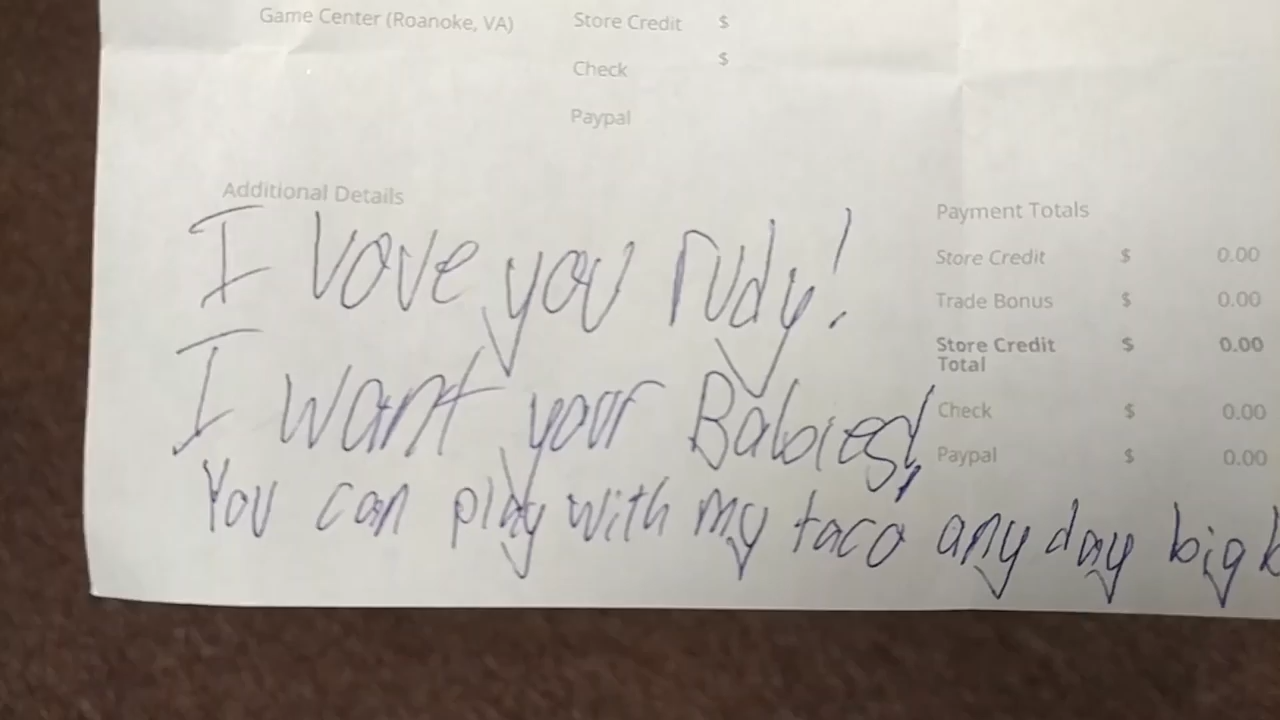 Game Center (Roanoke, VA)
Store Credit $
Check $
Paypal
Additional Details
I love you rudy!
I want your Babies!
You can play with my taco any day big
Payment Totals
Store Credit $ 0.00
Trade Bonus $ 0.00
Store Credit Total $ 0.00
Check $ 0.00
Paypal $ 0.00